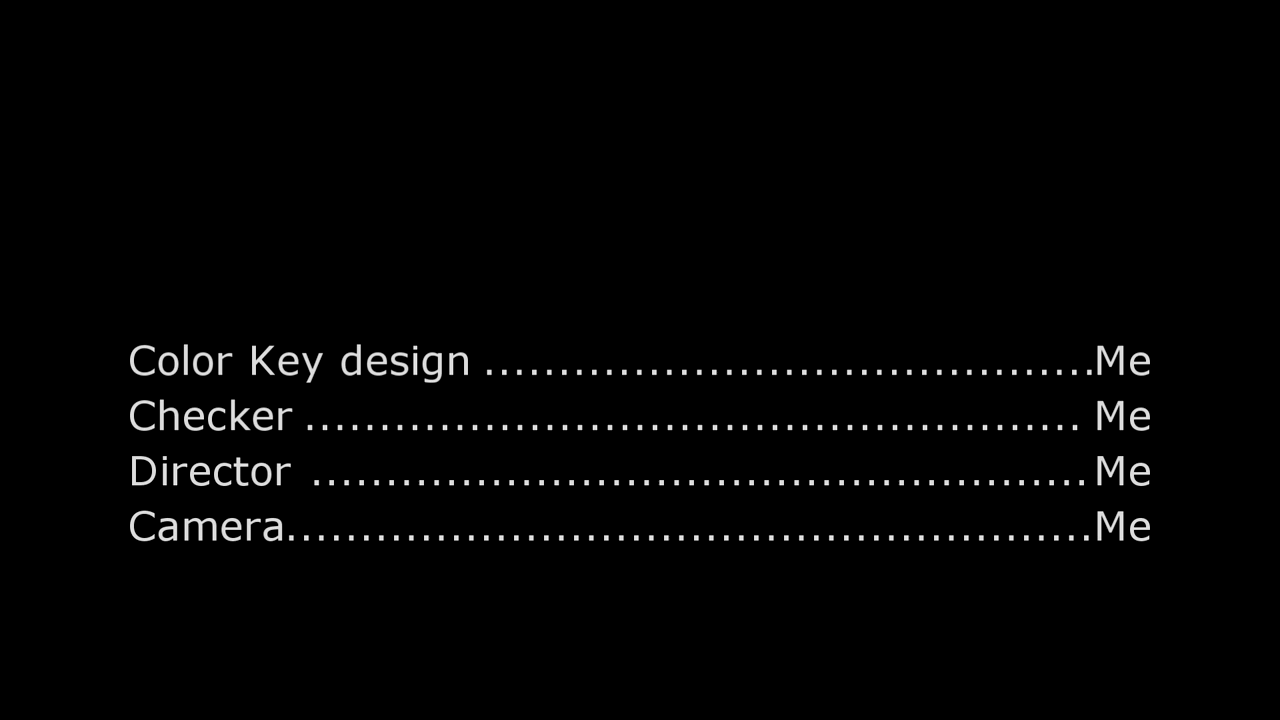 Color Key design .........................................Me
Checker .................................................... Me
Director .................................................... Me
Camera......................................................Me